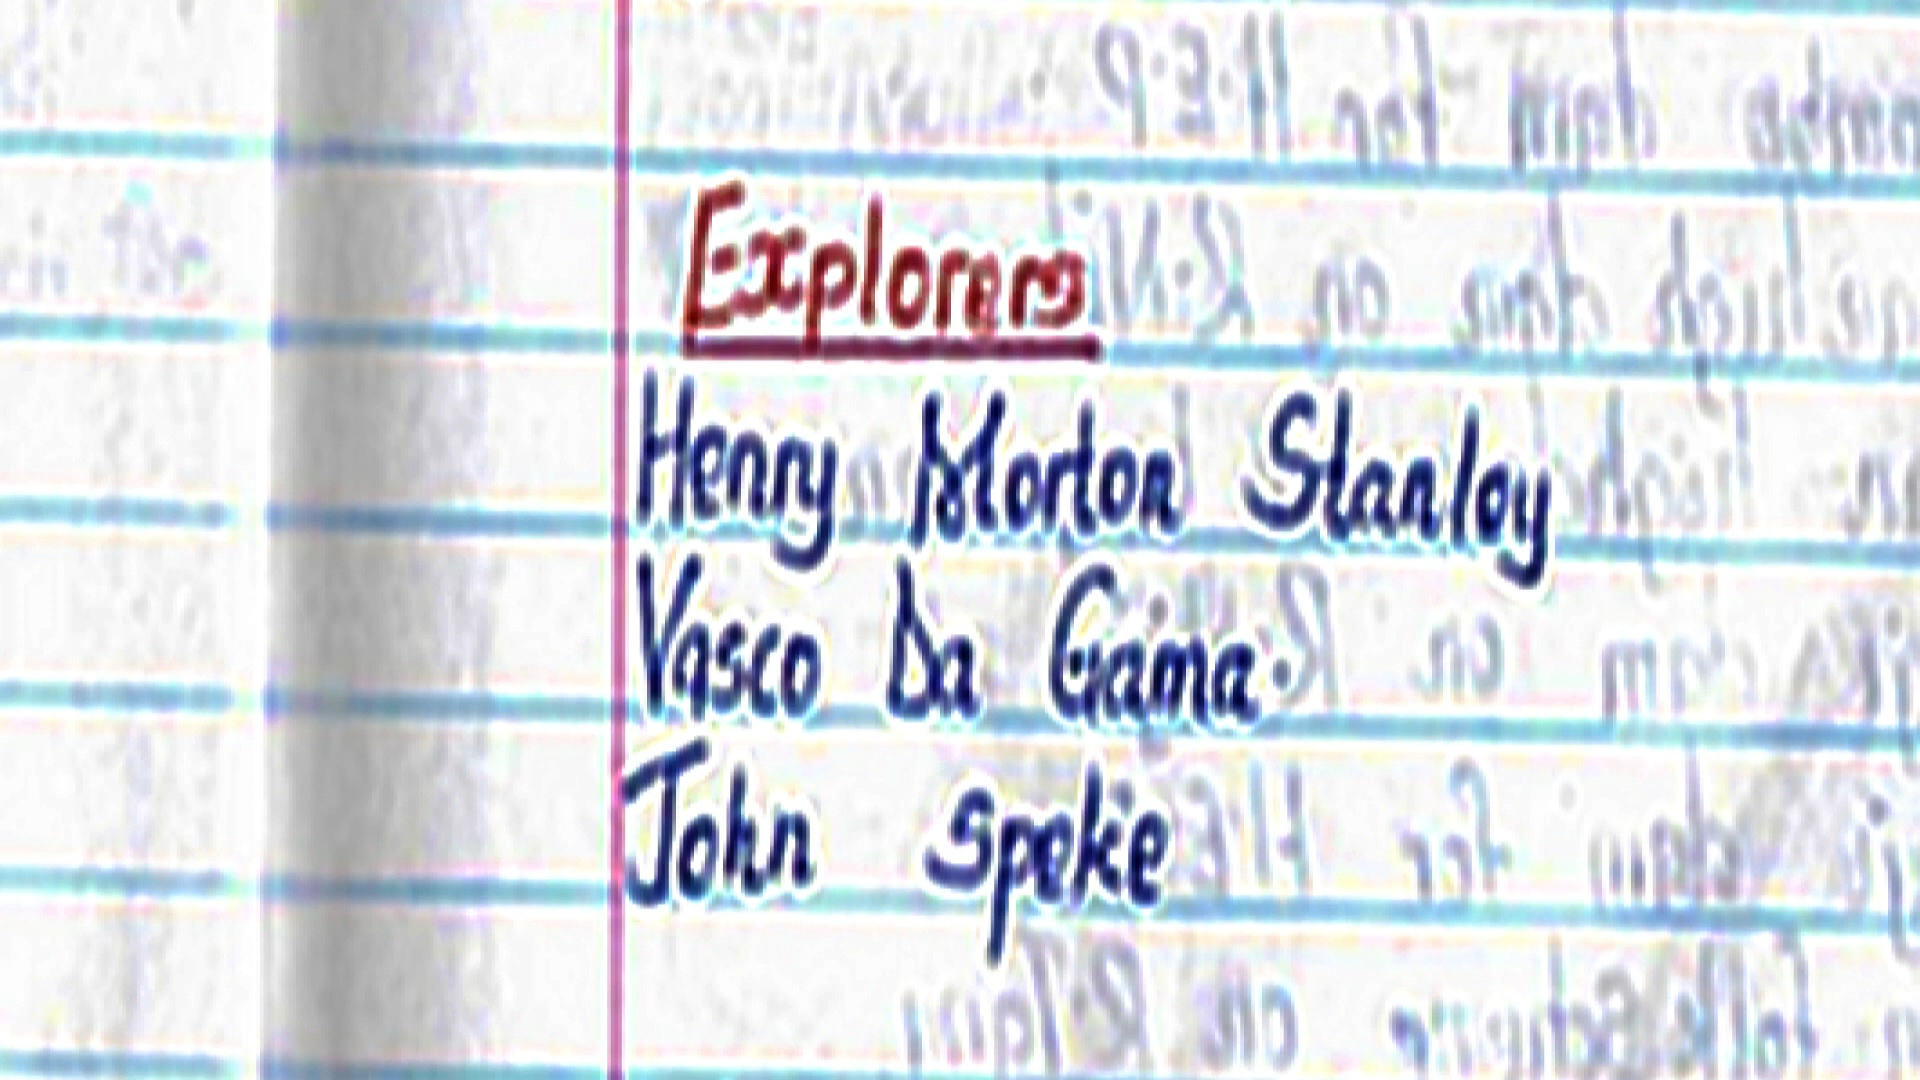 Explorers
Henry Morton Stanley
Vasco Da Gama.
John Speke